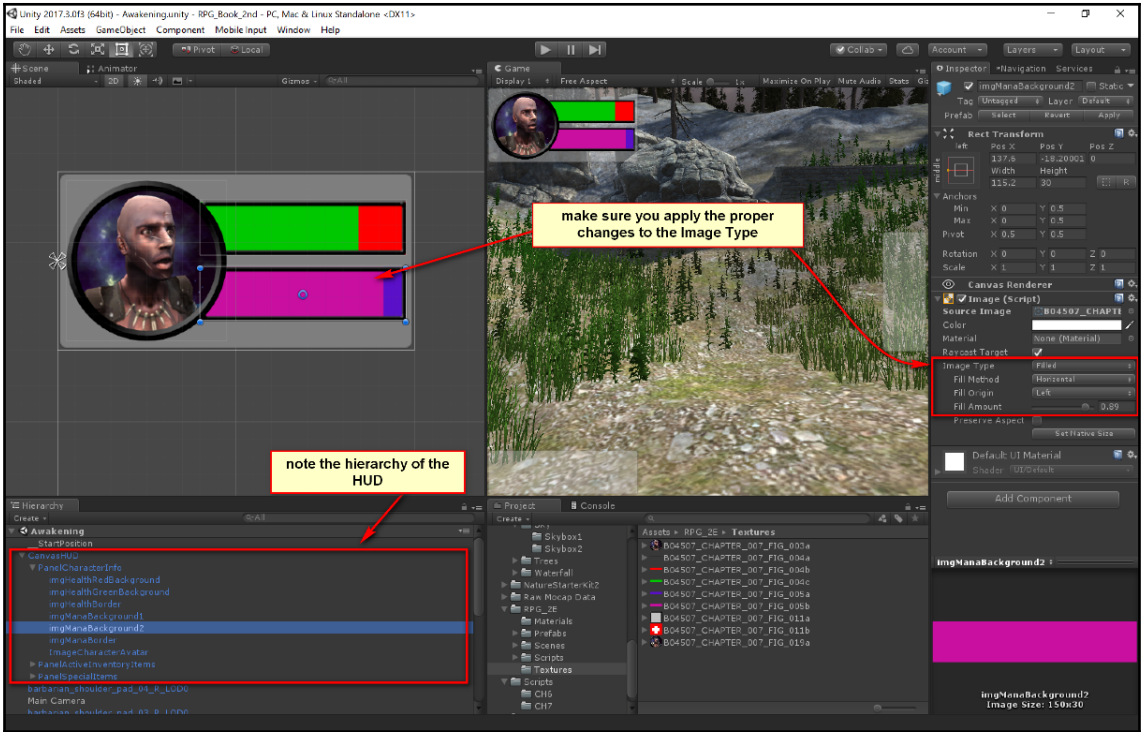 Unity 2017.3.0f3 (64bit) - Awakening.unity - RPG_Book_2nd - PC, Mac & Linux Standalone <DX11>
File Edit Assets GameObject Component Mobile Input Window Help
Pivot Local Collab Account Layers Layout
Scene Animator
Shaded 2D Gizmos All
Game
Display 1 Free Aspect Scale 1x Maximize On Play Mute Audio Stats Giz
make sure you apply the proper
changes to the Image Type
note the hierarchy of the
HUD
Inspector Navigation Services
imgManaBackground2 Static
Tag Untagged Layer Default
Prefab Select Revert Apply
Rect Transform
left Pos X Pos Y Pos Z
middle 137.6 -18.20001 0
Width Height
115.2 30 R
Anchors
Min X 0 Y 0.5
Max X 0 Y 0.5
Pivot X 0.5 Y 0.5
Rotation X 0 Y 0 Z 0
Scale X 1 Y 1 Z 1
Canvas Renderer
Image (Script)
Source Image B04507_CHAPTE
Color
Material None (Material)
Raycast Target
Image Type Filled
Fill Method Horizontal
Fill Origin Left
Fill Amount 0.89
Preserve Aspect
Set Native Size
Default UI Material
Shader UI/Default
Add Component
imgManaBackground2
imgManaBackground2
Image Size: 150x30
Hierarchy
Create All
Awakening
__StartPosition
CanvasHUD
PanelCharacterInfo
imgHealthRedBackground
imgHealthGreenBackground
imgHealthBorder
imgManaBackground1
imgManaBackground2
imgManaBorder
ImageCharacterAvatar
PanelActiveInventoryItems
PanelSpecialItems
barbarian_shoulder_pad_04_R_LOD0
Main Camera
barbarian_shoulder_pad_03_R_LOD0
Project Console
Create
Sky
Skybox1
Skybox2
Trees
Waterfall
NatureStarterKit2
Raw Mocap Data
RPG_2E
Materials
Prefabs
Scenes
Scripts
Textures
Scripts
CH6
CH7
Assets RPG_2E Textures
B04507_CHAPTER_007_FIG_003a
B04507_CHAPTER_007_FIG_004a
B04507_CHAPTER_007_FIG_004b
B04507_CHAPTER_007_FIG_004c
B04507_CHAPTER_007_FIG_005a
B04507_CHAPTER_007_FIG_005b
B04507_CHAPTER_007_FIG_011a
B04507_CHAPTER_007_FIG_011b
B04507_CHAPTER_007_FIG_019a